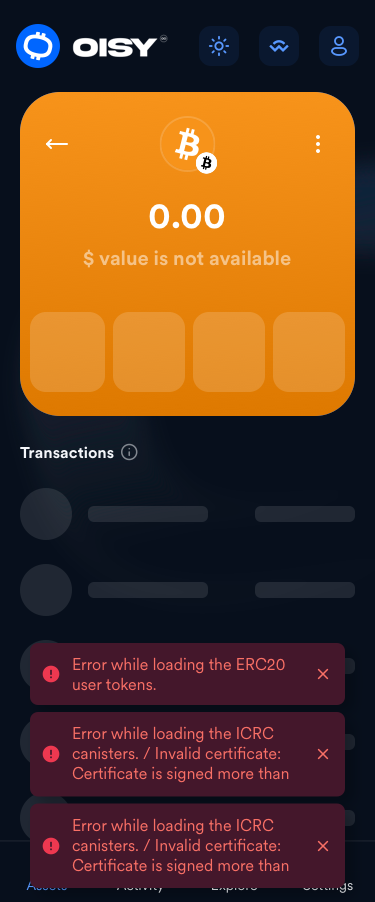 OISY
0.00
$ value is not available
Transactions
Error while loading the ERC20
user tokens.
Error while loading the ICRC
canisters. / Invalid certificate:
Certificate is signed more than
Error while loading the ICRC
canisters. / Invalid certificate:
Certificate is signed more than
Assets Activity Explore Settings